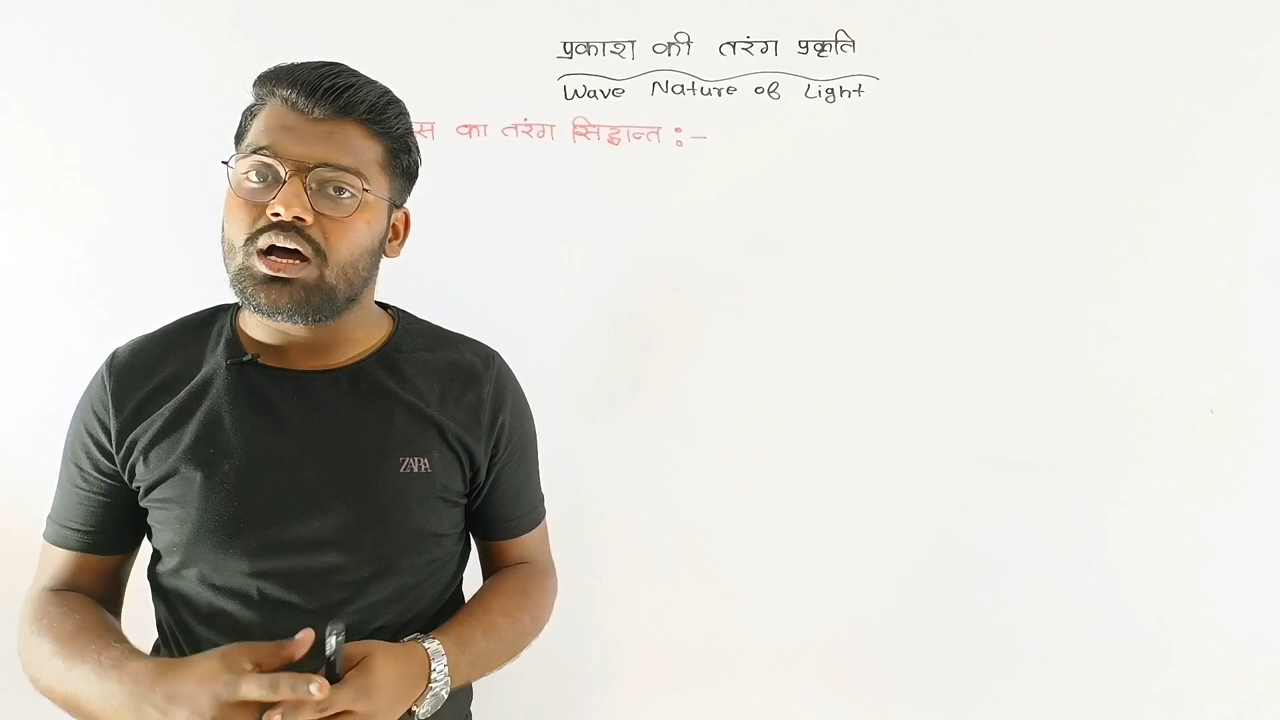 प्रकाश की तरंग प्रकृति
Wave Nature of Light
का तरंग सिद्धान्त :-
ZARA